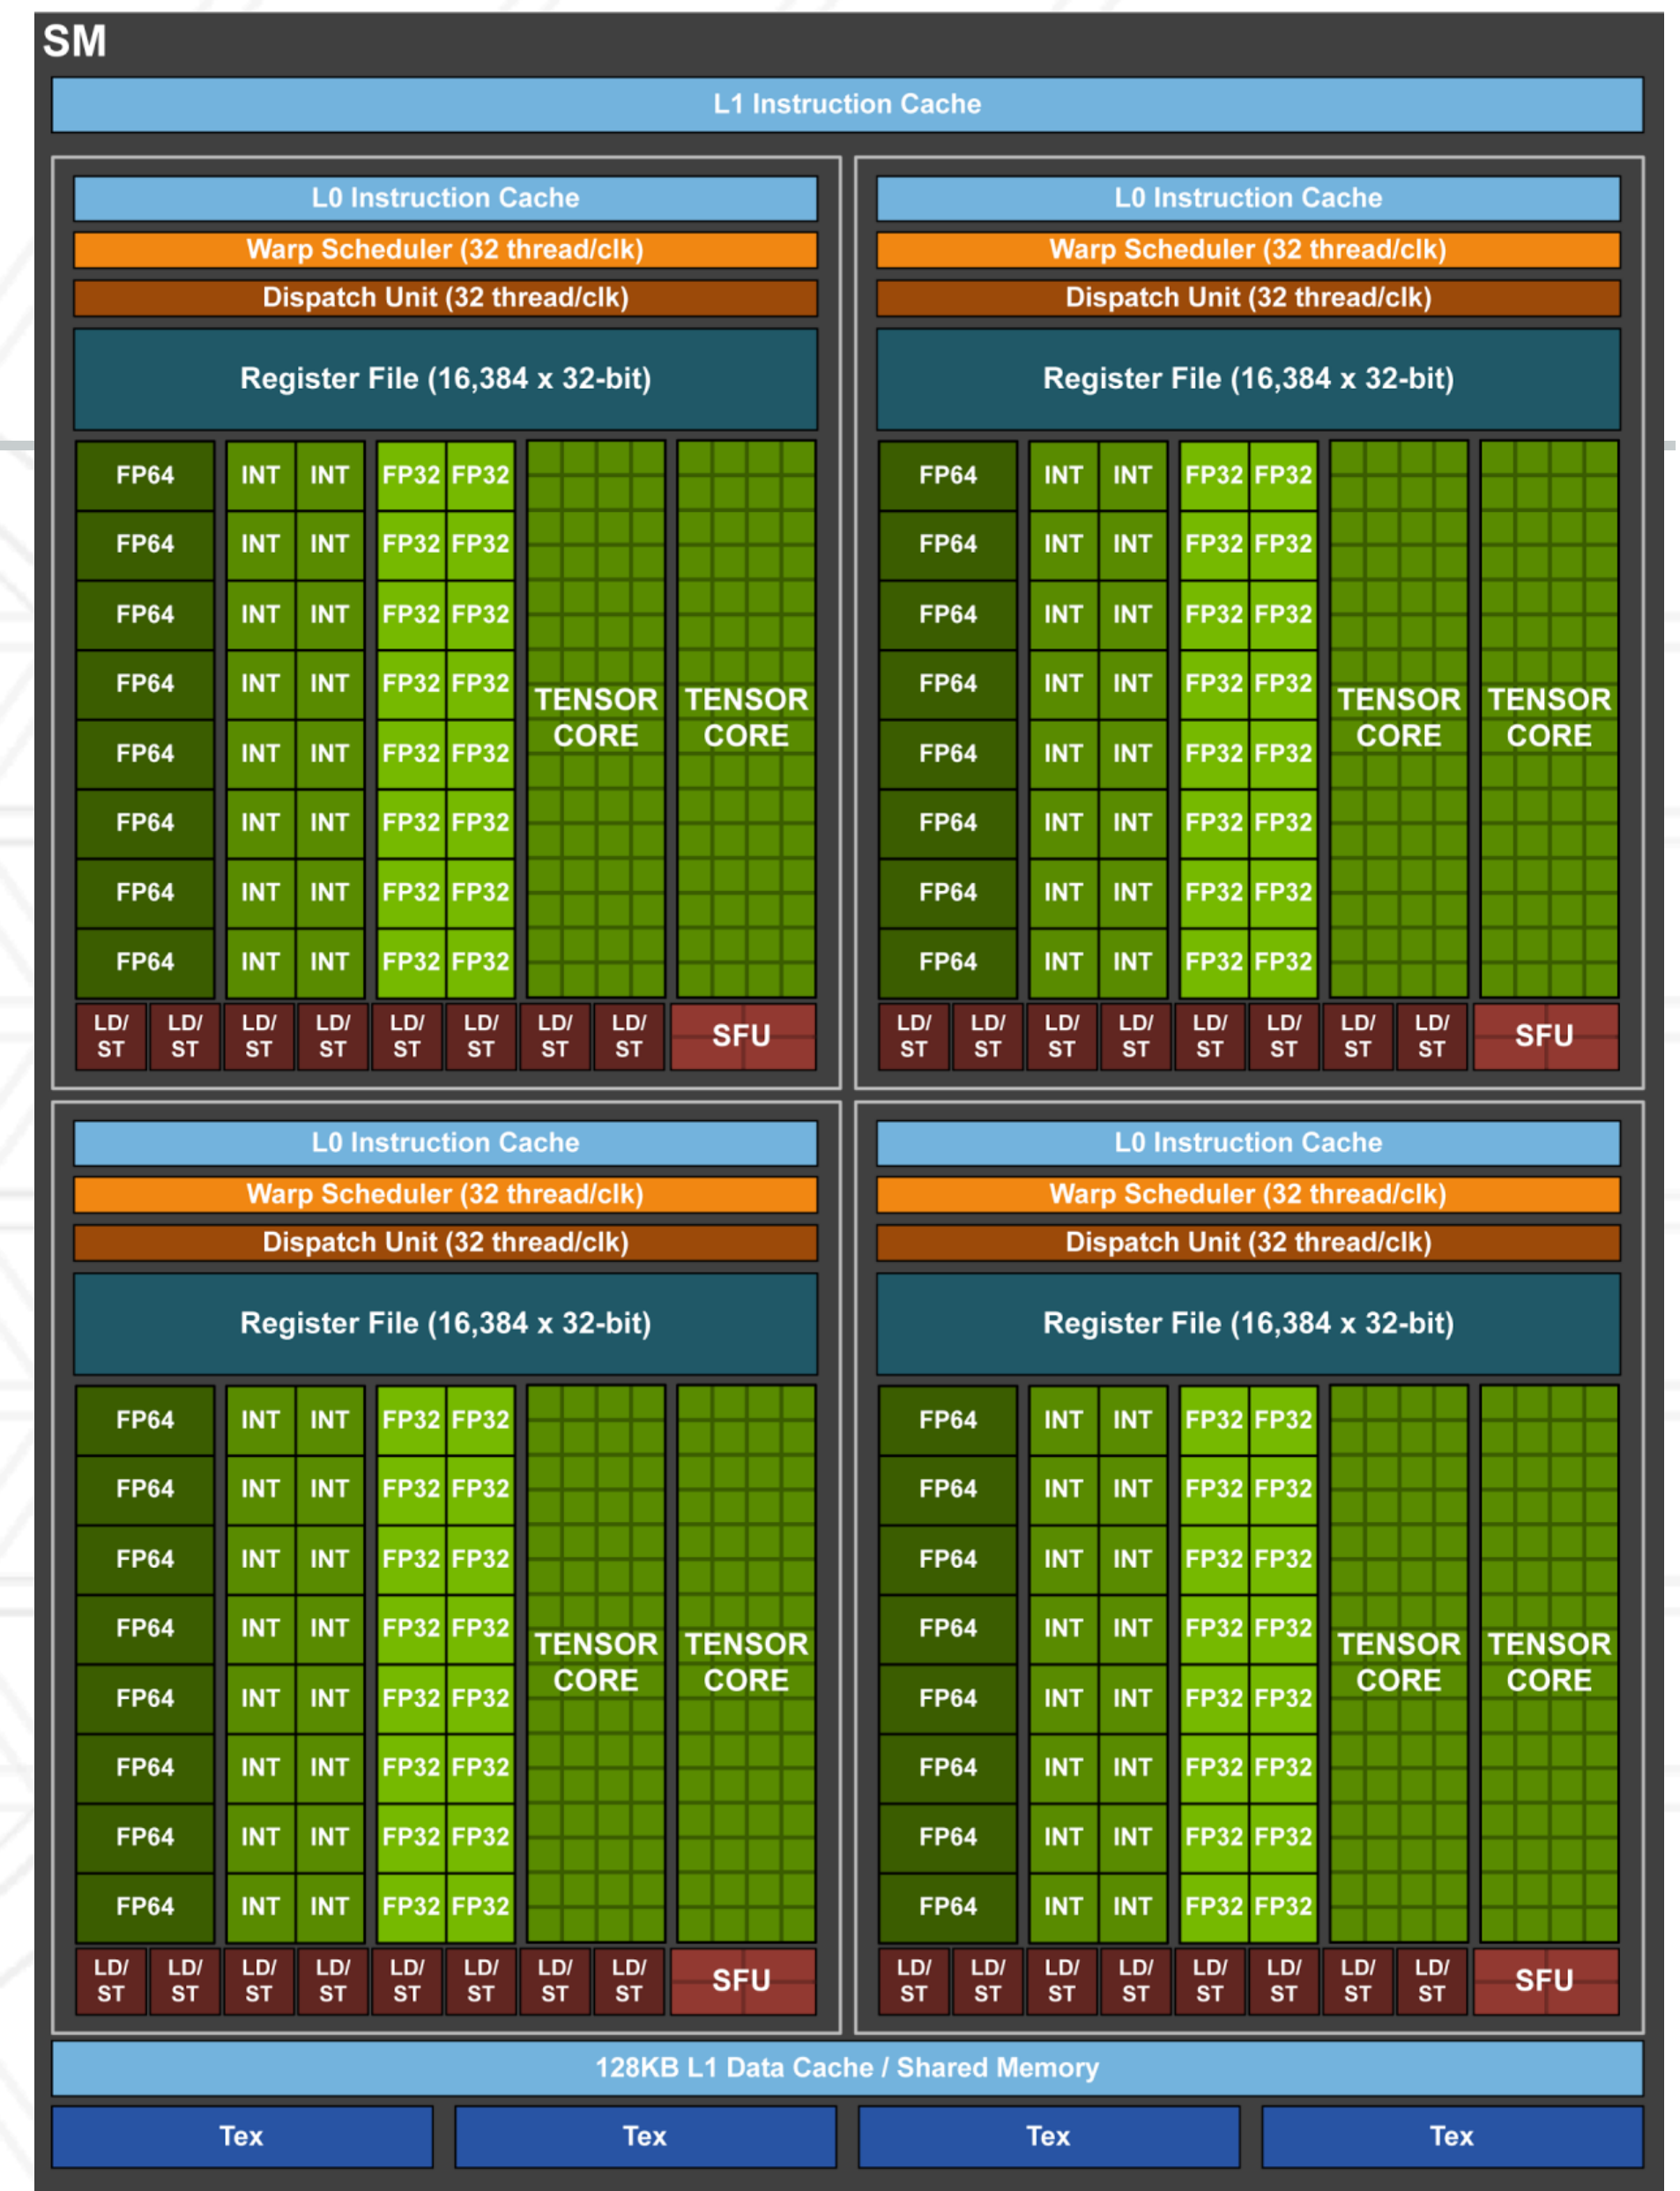 SM
L1 Instruction Cache
L0 Instruction Cache L0 Instruction Cache
Warp Scheduler (32 thread/clk) Warp Scheduler (32 thread/clk)
Dispatch Unit (32 thread/clk) Dispatch Unit (32 thread/clk)
Register File (16,384 x 32-bit) Register File (16,384 x 32-bit)
FP64 INT INT FP32 FP32 FP64 INT INT FP32 FP32
FP64 INT INT FP32 FP32 FP64 INT INT FP32 FP32
FP64 INT INT FP32 FP32 FP64 INT INT FP32 FP32
FP64 INT INT FP32 FP32 FP64 INT INT FP32 FP32
TENSOR TENSOR TENSOR TENSOR
CORE CORE CORE CORE
FP64 INT INT FP32 FP32 FP64 INT INT FP32 FP32
FP64 INT INT FP32 FP32 FP64 INT INT FP32 FP32
FP64 INT INT FP32 FP32 FP64 INT INT FP32 FP32
FP64 INT INT FP32 FP32 FP64 INT INT FP32 FP32
LD/ LD/ LD/ LD/ LD/ LD/ LD/ LD/ SFU LD/ LD/ LD/ LD/ LD/ LD/ LD/ LD/ SFU
ST ST ST ST ST ST ST ST ST ST ST ST ST ST ST ST
L0 Instruction Cache L0 Instruction Cache
Warp Scheduler (32 thread/clk) Warp Scheduler (32 thread/clk)
Dispatch Unit (32 thread/clk) Dispatch Unit (32 thread/clk)
Register File (16,384 x 32-bit) Register File (16,384 x 32-bit)
FP64 INT INT FP32 FP32 FP64 INT INT FP32 FP32
FP64 INT INT FP32 FP32 FP64 INT INT FP32 FP32
FP64 INT INT FP32 FP32 FP64 INT INT FP32 FP32
FP64 INT INT FP32 FP32 FP64 INT INT FP32 FP32
TENSOR TENSOR TENSOR TENSOR
CORE CORE CORE CORE
FP64 INT INT FP32 FP32 FP64 INT INT FP32 FP32
FP64 INT INT FP32 FP32 FP64 INT INT FP32 FP32
FP64 INT INT FP32 FP32 FP64 INT INT FP32 FP32
FP64 INT INT FP32 FP32 FP64 INT INT FP32 FP32
LD/ LD/ LD/ LD/ LD/ LD/ LD/ LD/ SFU LD/ LD/ LD/ LD/ LD/ LD/ LD/ LD/ SFU
ST ST ST ST ST ST ST ST ST ST ST ST ST ST ST ST
128KB L1 Data Cache / Shared Memory
Tex Tex Tex Tex